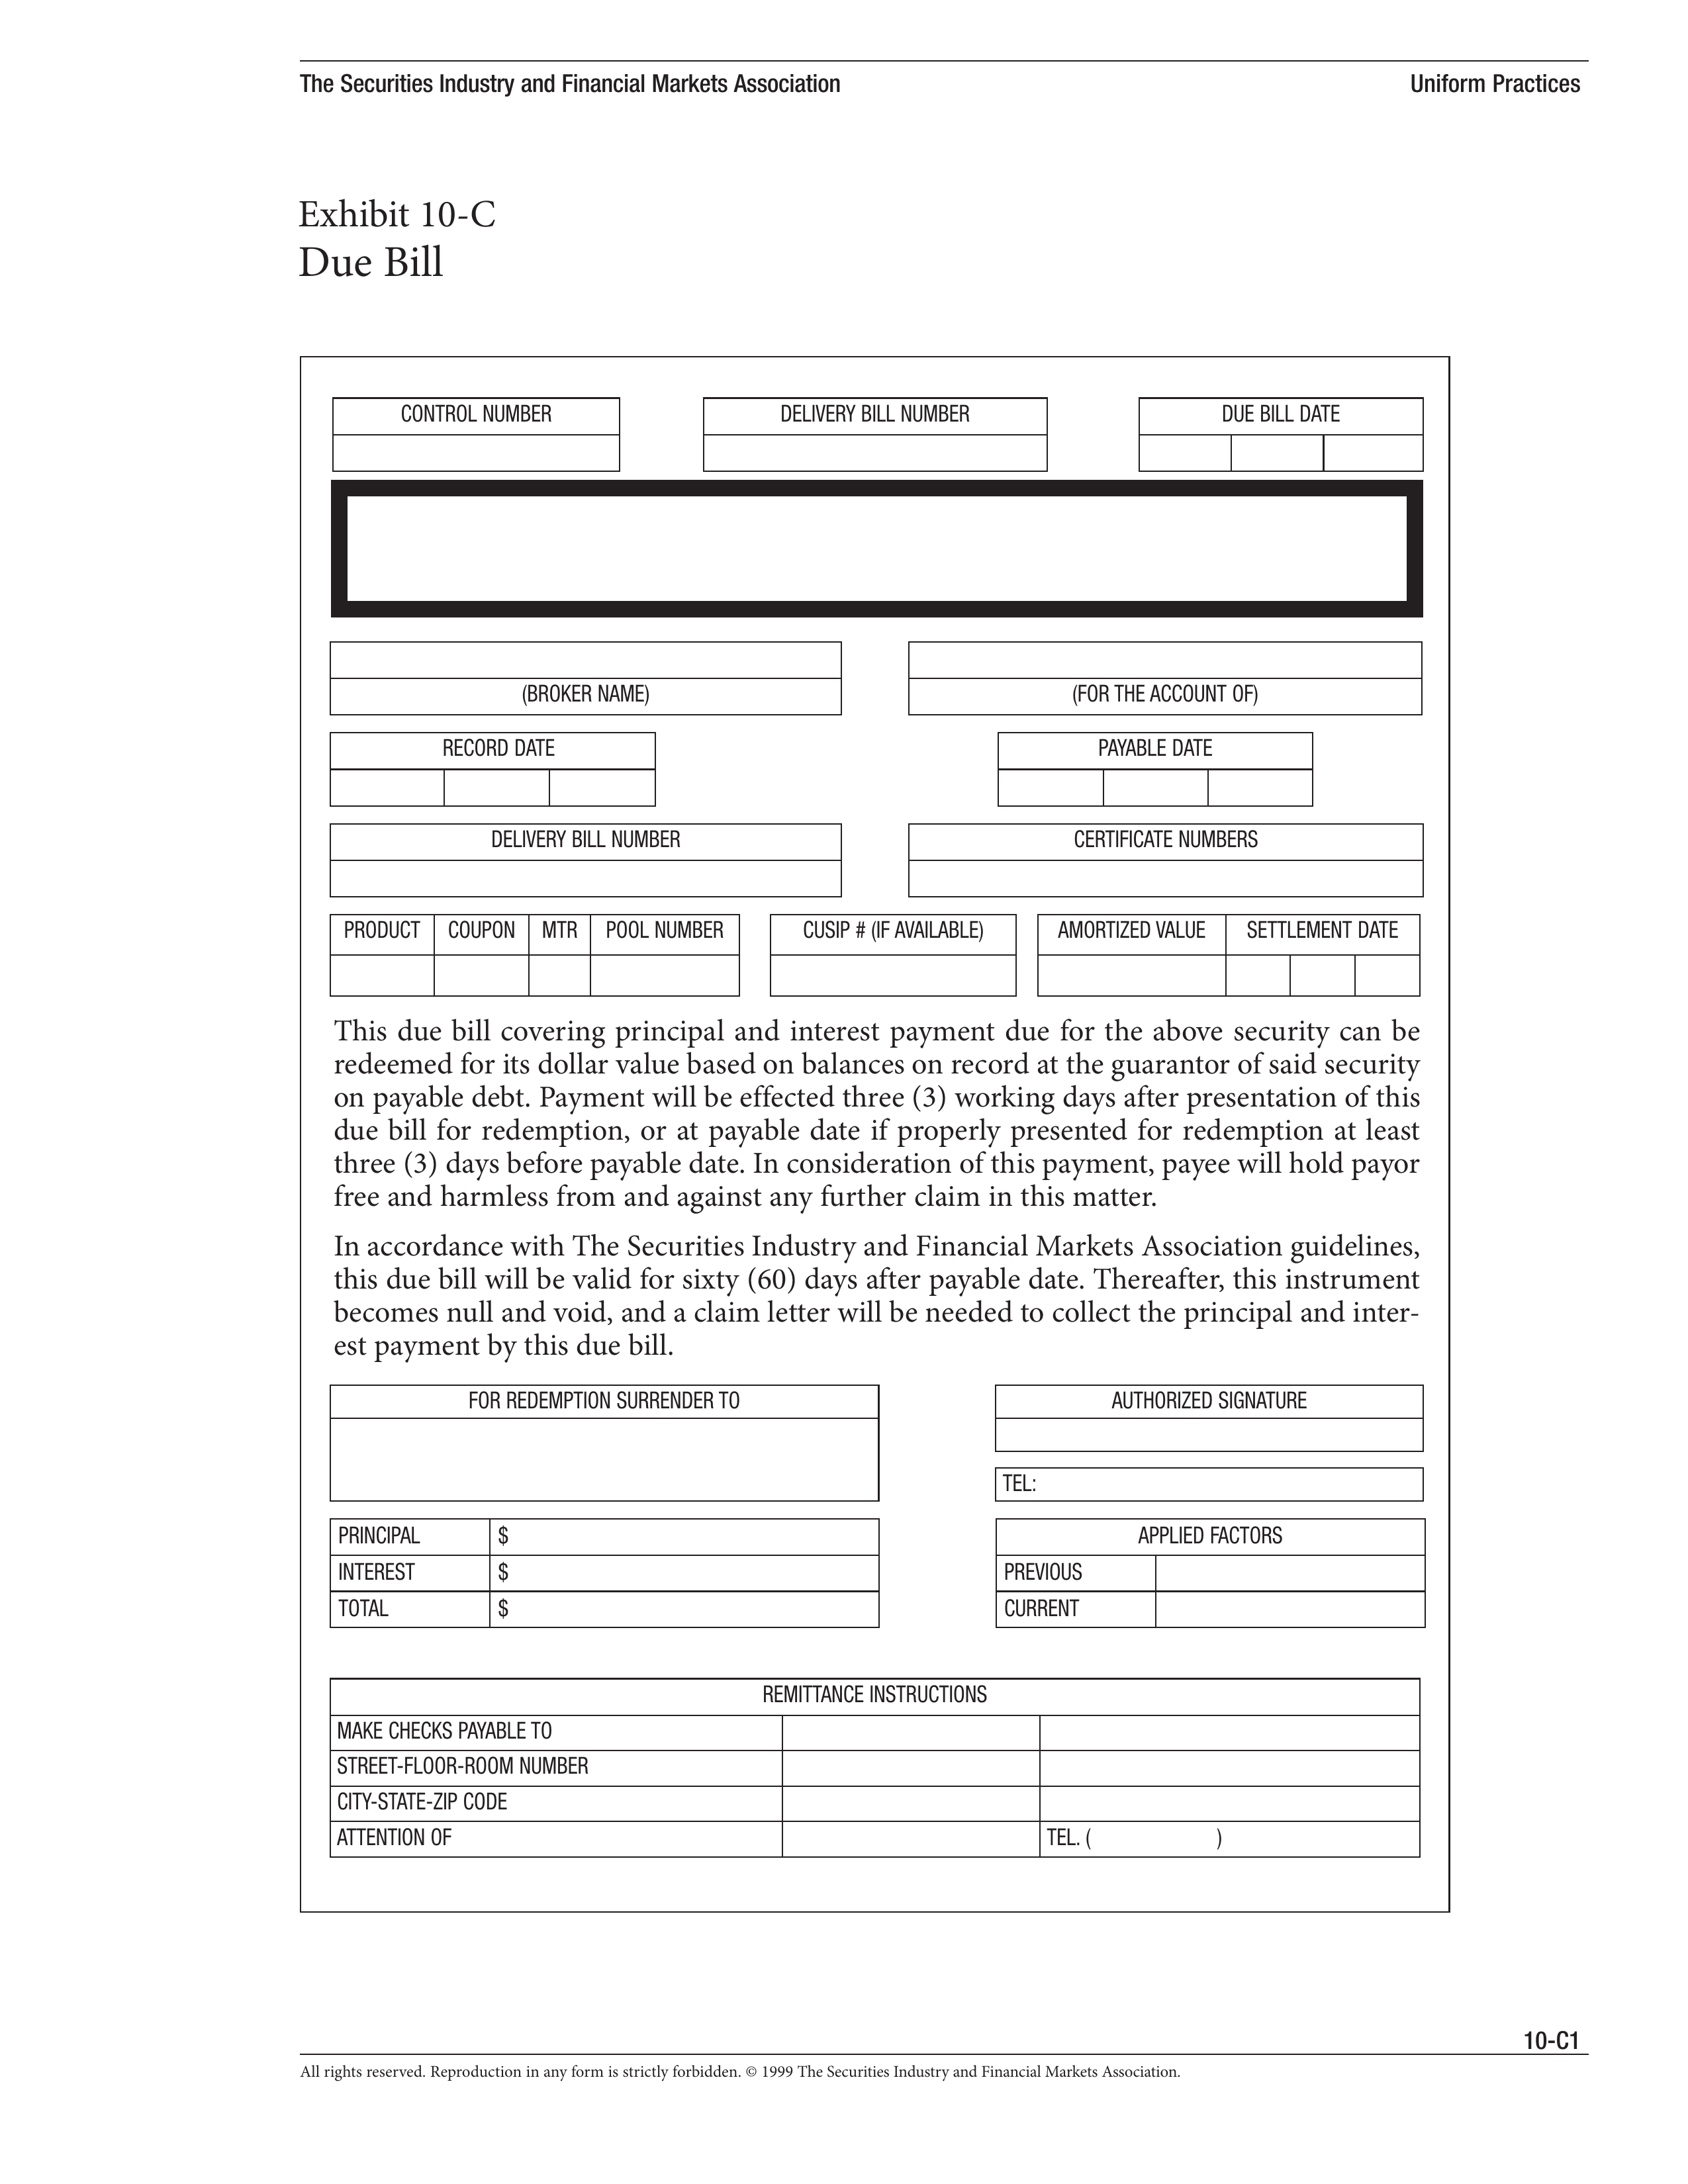 The Securities Industry and Financial Markets Association
Uniform Practices
Exhibit 10-C
Due Bill
CONTROL NUMBER
DELIVERY BILL NUMBER
DUE BILL DATE
(BROKER NAME)
(FOR THE ACCOUNT OF)
RECORD DATE
PAYABLE DATE
DELIVERY BILL NUMBER
CERTIFICATE NUMBERS
PRODUCT
COUPON
MTR
POOL NUMBER
CUSIP # (IF AVAILABLE)
AMORTIZED VALUE
SETTLEMENT DATE
This due bill covering principal and interest payment due for the above security can be
redeemed for its dollar value based on balances on record at the guarantor of said security
on payable debt. Payment will be effected three (3) working days after presentation of this
due bill for redemption, or at payable date if properly presented for redemption at least
three (3) days before payable date. In consideration of this payment, payee will hold payor
free and harmless from and against any further claim in this matter.
In accordance with The Securities Industry and Financial Markets Association guidelines,
this due bill will be valid for sixty (60) days after payable date. Thereafter, this instrument
becomes null and void, and a claim letter will be needed to collect the principal and inter-
est payment by this due bill.
FOR REDEMPTION SURRENDER TO
AUTHORIZED SIGNATURE
TEL:
PRINCIPAL $
INTEREST $
TOTAL $
APPLIED FACTORS
PREVIOUS
CURRENT
REMITTANCE INSTRUCTIONS
MAKE CHECKS PAYABLE TO
STREET-FLOOR-ROOM NUMBER
CITY-STATE-ZIP CODE
ATTENTION OF
TEL. ( )
10-C1
All rights reserved. Reproduction in any form is strictly forbidden. © 1999 The Securities Industry and Financial Markets Association.